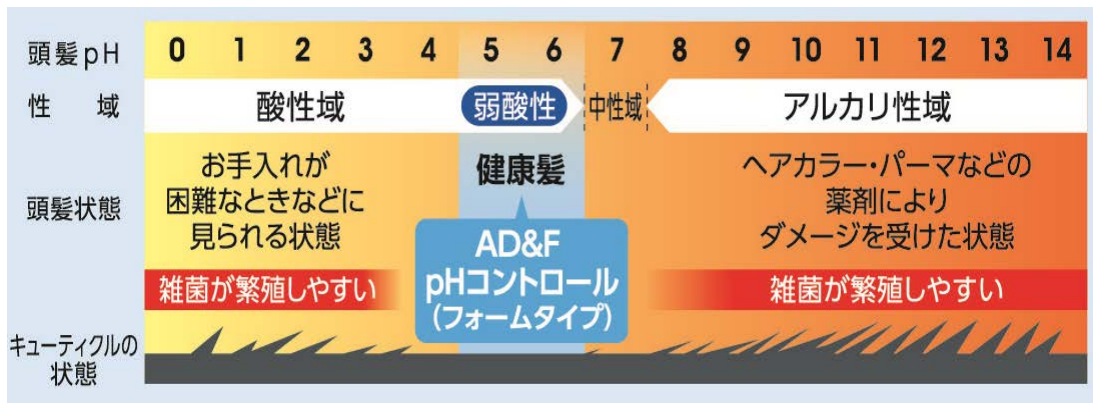 頭髪pH 0 1 2 3 4 5 6 7 8 9 10 11 12 13 14
性域 酸性域 弱酸性 中性域 アルカリ性域
頭髪状態
お手入れが
困難なときなどに
見られる状態
健康髪
ヘアカラー・パーマなどの
薬剤により
ダメージを受けた状態
AD&F
pHコントロール
(フォームタイプ)
雑菌が繁殖しやすい
雑菌が繁殖しやすい
キューティクルの
状態